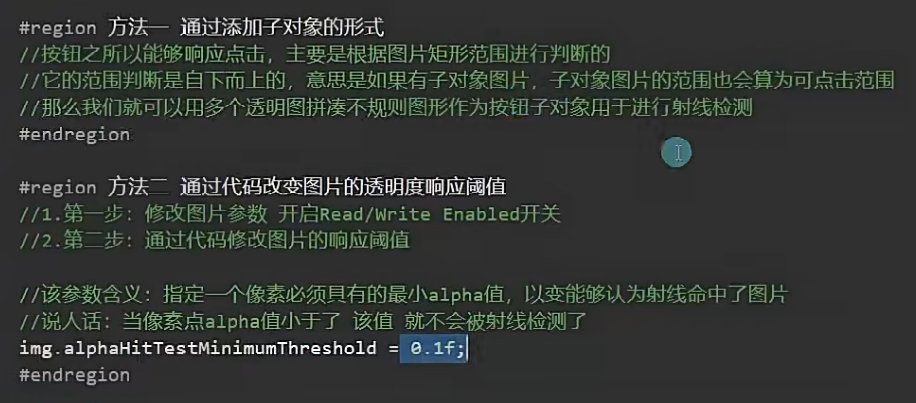 #region 方法一 通过添加子对象的形式
//按钮之所以能够响应点击，主要是根据图片矩形范围进行判断的
//它的范围判断是自下而上的，意思是如果有子对象图片，子对象图片的范围也会算为可点击范围
//那么我们就可以用多个透明图拼凑不规则图形作为按钮子对象用于进行射线检测
#endregion
#region 方法二 通过代码改变图片的透明度响应阈值
//1.第一步：修改图片参数 开启Read/Write Enabled开关
//2.第二步：通过代码修改图片的响应阈值
//该参数含义：指定一个像素必须具有的最小alpha值，以变能够认为射线命中了图片
//说人话：当像素点alpha值小于了 该值 就不会被射线检测了
img.alphaHitTestMinimumThreshold = 0.1f;
#endregion